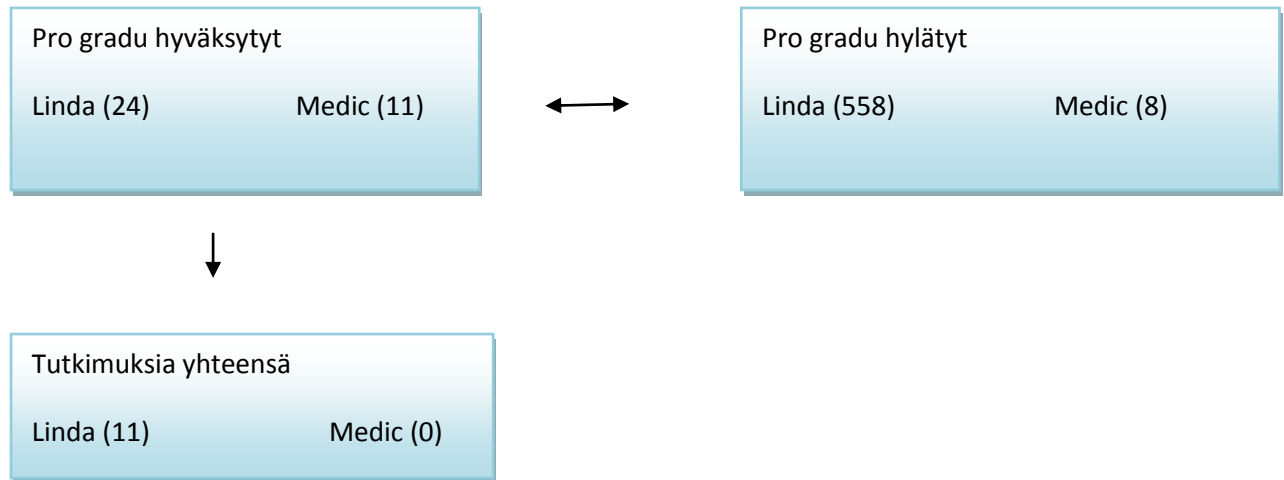 Pro gradu hyväksytyt
Linda (24) Medic (11)
Pro gradu hylätyt
Linda (558) Medic (8)
Tutkimuksia yhteensä
Linda (11) Medic (0)